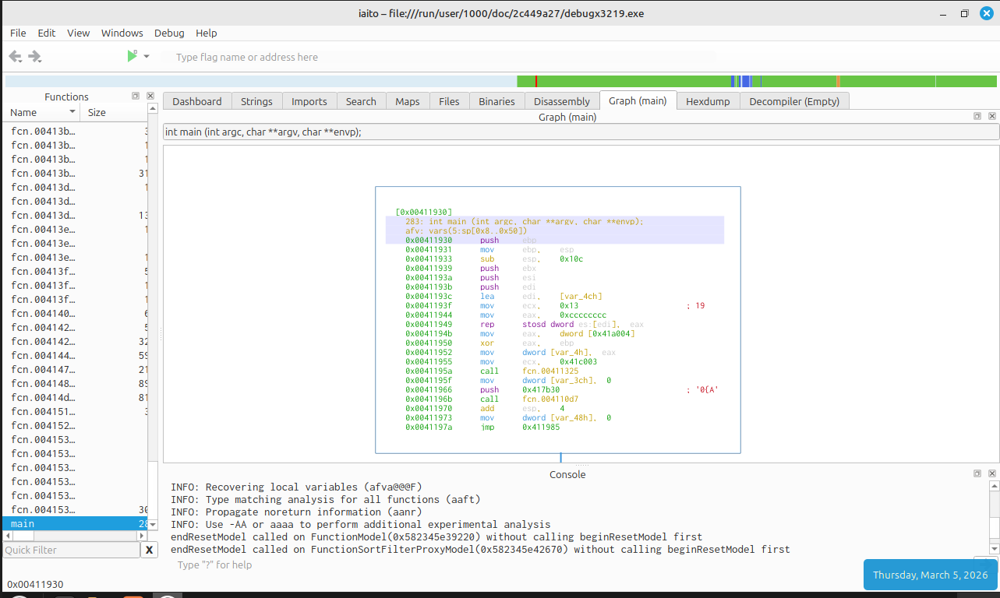 iaito – file:///run/user/1000/doc/2c449a27/debugx3219.exe
File Edit View Windows Debug Help
Type flag name or address here
Functions
Name Size
fcn.00413b… 3
fcn.00413b… 1
fcn.00413b… 1
fcn.00413b… 31
fcn.00413d… 1
fcn.00413d…
fcn.00413d… 13
fcn.00413e… 1
fcn.00413e…
fcn.00413e… 1
fcn.00413f… 5
fcn.00413f… 1
fcn.00413f… 1
fcn.004140… 6
fcn.004142… 5
fcn.004142… 32
fcn.004144… 59
fcn.004147… 21
fcn.004148… 89
fcn.00414d… 81
fcn.004151… 3
fcn.004152…
fcn.004153…
fcn.004153…
fcn.004153…
fcn.004153…
fcn.004153…
fcn.004153… 30
main 28
Quick Filter X
0x00411930
Dashboard Strings Imports Search Maps Files Binaries Disassembly Graph (main) Hexdump Decompiler (Empty)
Graph (main)
int main (int argc, char **argv, char **envp);
[0x00411930]
283: int main (int argc, char **argv, char **envp);
afv: vars(5:sp[0x8..0x50])
0x00411930 push ebp
0x00411931 mov ebp, esp
0x00411933 sub esp, 0x10c
0x00411939 push ebx
0x0041193a push esi
0x0041193b push edi
0x0041193c lea edi, [var_4ch]
0x0041193f mov ecx, 0x13 ; 19
0x00411944 mov eax, 0xcccccccc
0x00411949 rep stosd dword es:[edi], eax
0x0041194b mov eax, dword [0x41a004]
0x00411950 xor eax, ebp
0x00411952 mov dword [var_4h], eax
0x00411955 mov ecx, 0x41c003
0x0041195a call fcn.00411325
0x0041195f mov dword [var_3ch], 0
0x00411966 push 0x417b30 ; '0{A'
0x0041196b call fcn.004110d7
0x00411970 add esp, 4
0x00411973 mov dword [var_48h], 0
0x0041197a jmp 0x411985
Console
INFO: Recovering local variables (afva@@@F)
INFO: Type matching analysis for all functions (aaft)
INFO: Propagate noreturn information (aanr)
INFO: Use -AA or aaaa to perform additional experimental analysis
endResetModel called on FunctionModel(0x582345e39220) without calling beginResetModel first
endResetModel called on FunctionSortFilterProxyModel(0x582345e42670) without calling beginResetModel first
Type "?" for help
Thursday, March 5, 2026